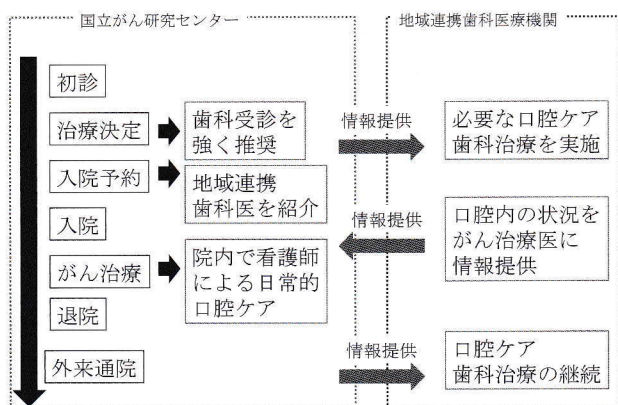 国立がん研究センター
地域連携歯科医療機関
初診
治療決定
歯科受診を
強く推奨
情報提供
必要な口腔ケア
歯科治療を実施
入院予約
地域連携
歯科医を紹介
入院
情報提供
口腔内の状況を
がん治療医に
情報提供
がん治療
院内で看護師
による日常的
口腔ケア
退院
外来通院
情報提供
口腔ケア
歯科治療の継続